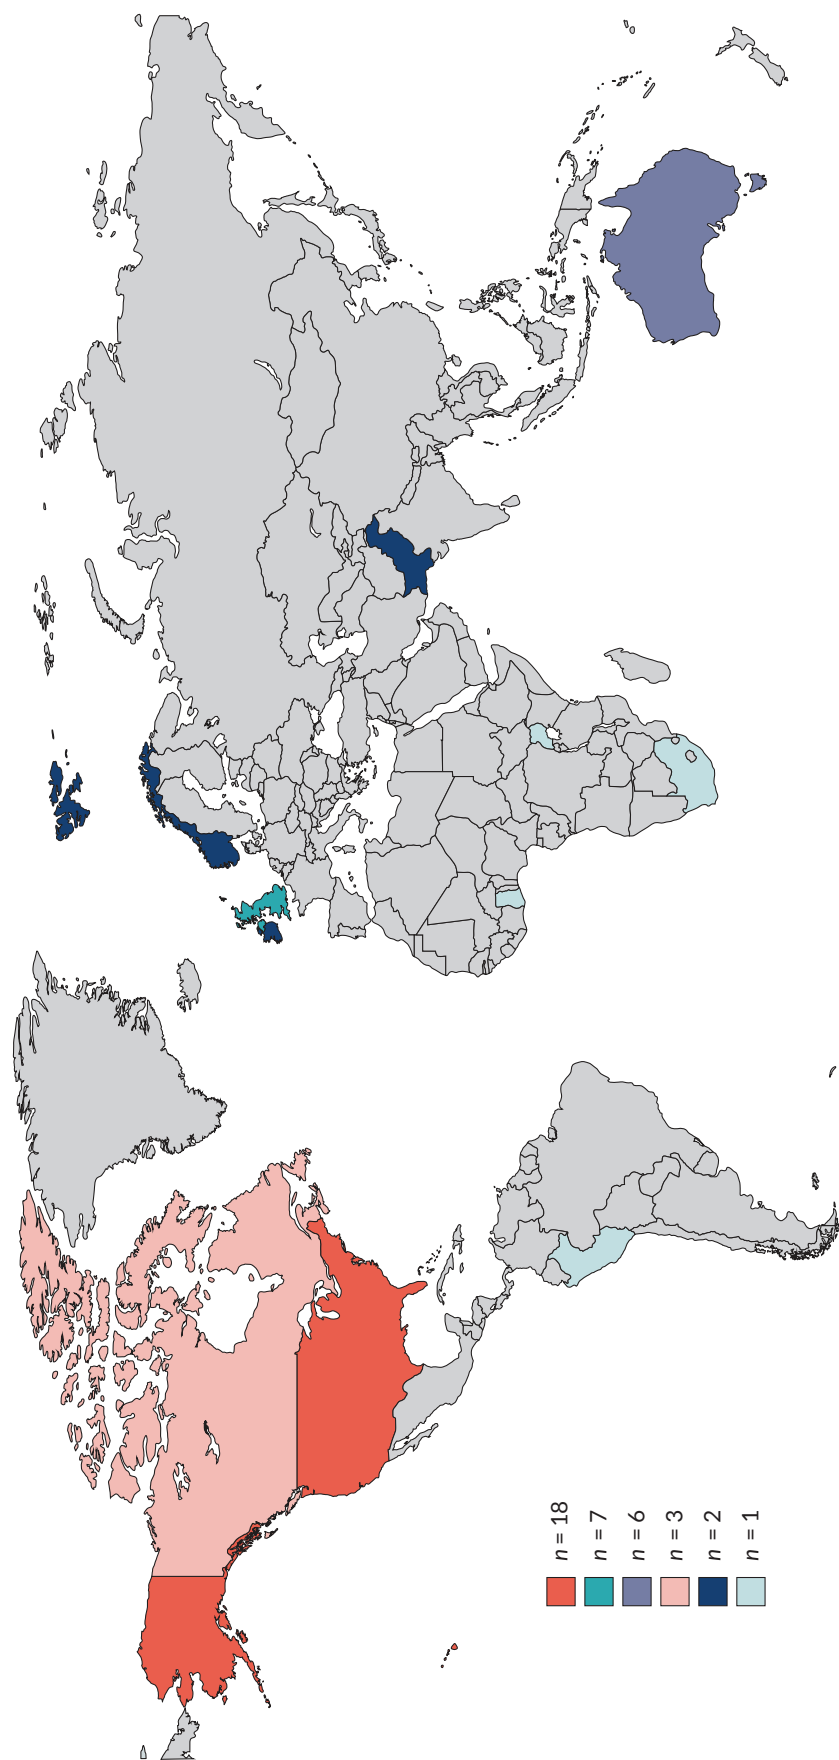 n = 18
n = 7
n = 6
n = 3
n = 2
n = 1